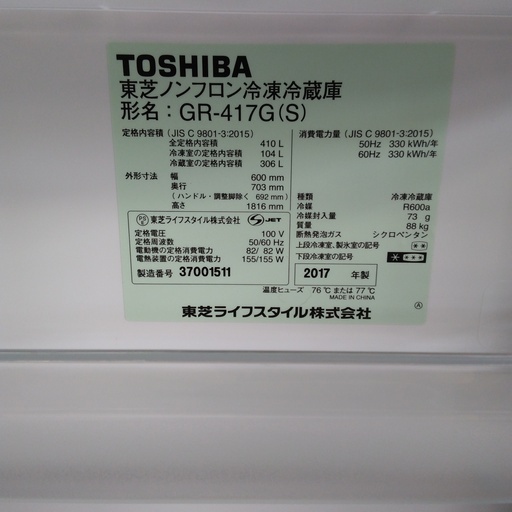 TOSHIBA
東芝ノンフロン冷凍冷蔵庫
形名：GR-417G(S)
定格内容積（JIS C 9801-3:2015）
全定格内容積 410 L
冷凍室の定格内容積 104 L
冷蔵室の定格内容積 306 L
外形寸法 幅 600 mm
奥行 703 mm
（ハンドル・調整脚除く 692 mm）
高さ 1816 mm
消費電力量（JIS C 9801-3:2015）
50Hz 330 kWh/年
60Hz 330 kWh/年
種類 冷凍冷蔵庫
冷媒 R600a
冷媒封入量 73 g
質量 88 kg
断熱発泡ガス シクロペンタン
上段冷凍室、製氷室の記号
下段冷凍室の記号
PSE 東芝ライフスタイル株式会社 S JET
定格電圧 100 V
定格周波数 50/60 Hz
電動機の定格消費電力 82/ 82 W
電熱装置の定格消費電力 155/155 W
製造番号 37001511
2017 年製
温度ヒューズ 76℃または77℃
MADE IN CHINA
東芝ライフスタイル株式会社
Ⓐ